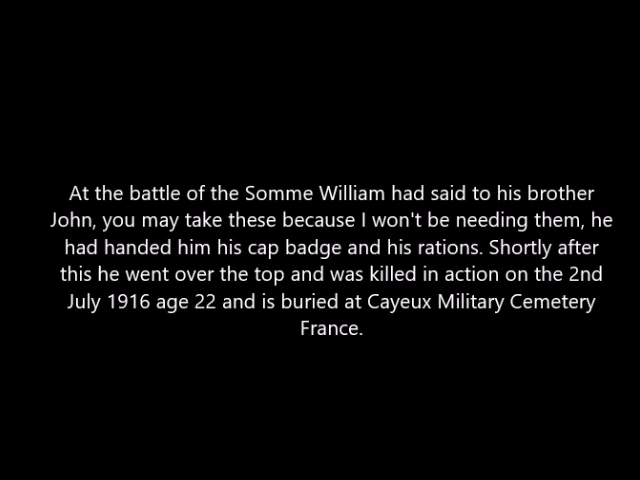 At the battle of the Somme William had said to his brother
John, you may take these because I won't be needing them, he
had handed him his cap badge and his rations. Shortly after
this he went over the top and was killed in action on the 2nd
July 1916 age 22 and is buried at Cayeux Military Cemetery
France.